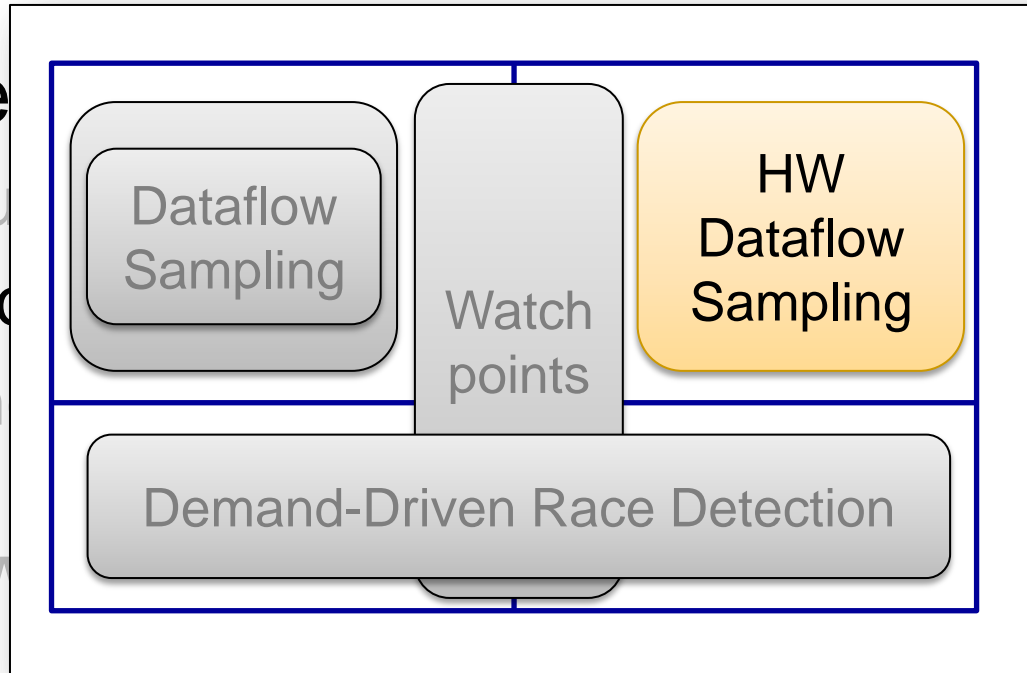 Dataflow
Sampling
Watch
points
HW
Dataflow
Sampling
Demand-Driven Race Detection